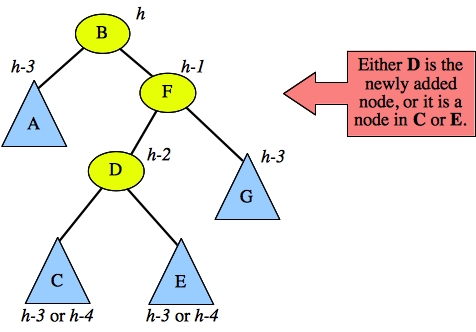 h
B
h-3
h-1
F
Either D is the
newly added
node, or it is a
node in C or E.
A
h-2
h-3
D
G
C
E
h-3 or h-4
h-3 or h-4